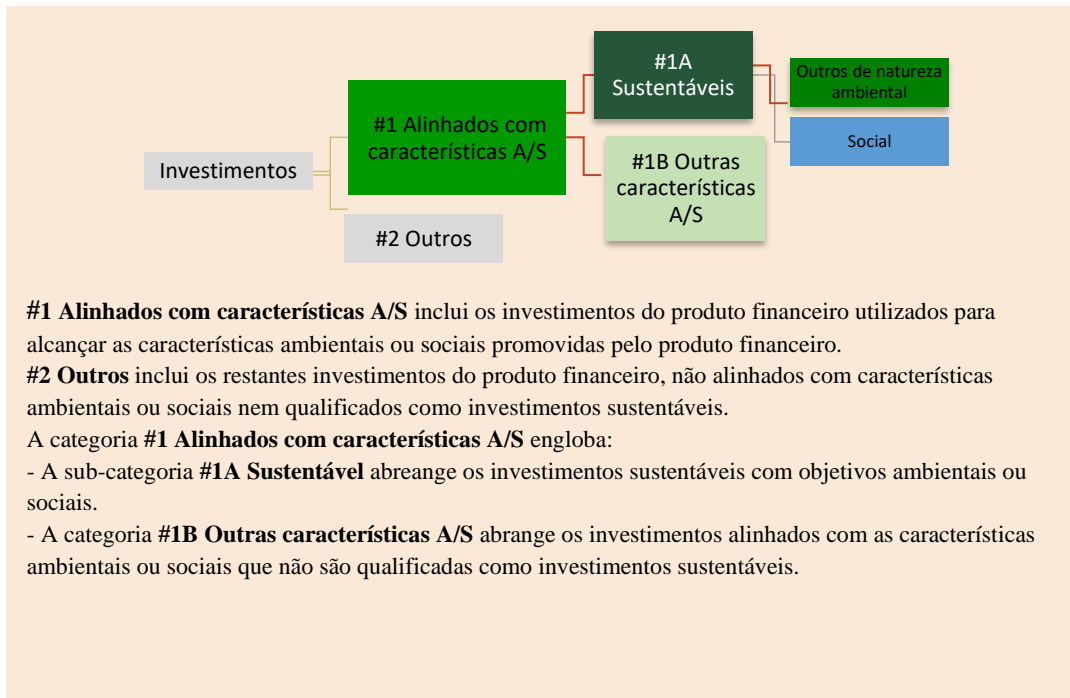 #1A
Sustentáveis
Outros de natureza
ambiental
#1 Alinhados com
características A/S
Social
Investimentos
#1B Outras
características
A/S
#2 Outros
#1 Alinhados com características A/S inclui os investimentos do produto financeiro utilizados para
alcançar as características ambientais ou sociais promovidas pelo produto financeiro.
#2 Outros inclui os restantes investimentos do produto financeiro, não alinhados com características
ambientais ou sociais nem qualificados como investimentos sustentáveis.
A categoria #1 Alinhados com características A/S engloba:
- A sub-categoria #1A Sustentável abreange os investimentos sustentáveis com objetivos ambientais ou
sociais.
- A categoria #1B Outras características A/S abrange os investimentos alinhados com as características
ambientais ou sociais que não são qualificadas como investimentos sustentáveis.